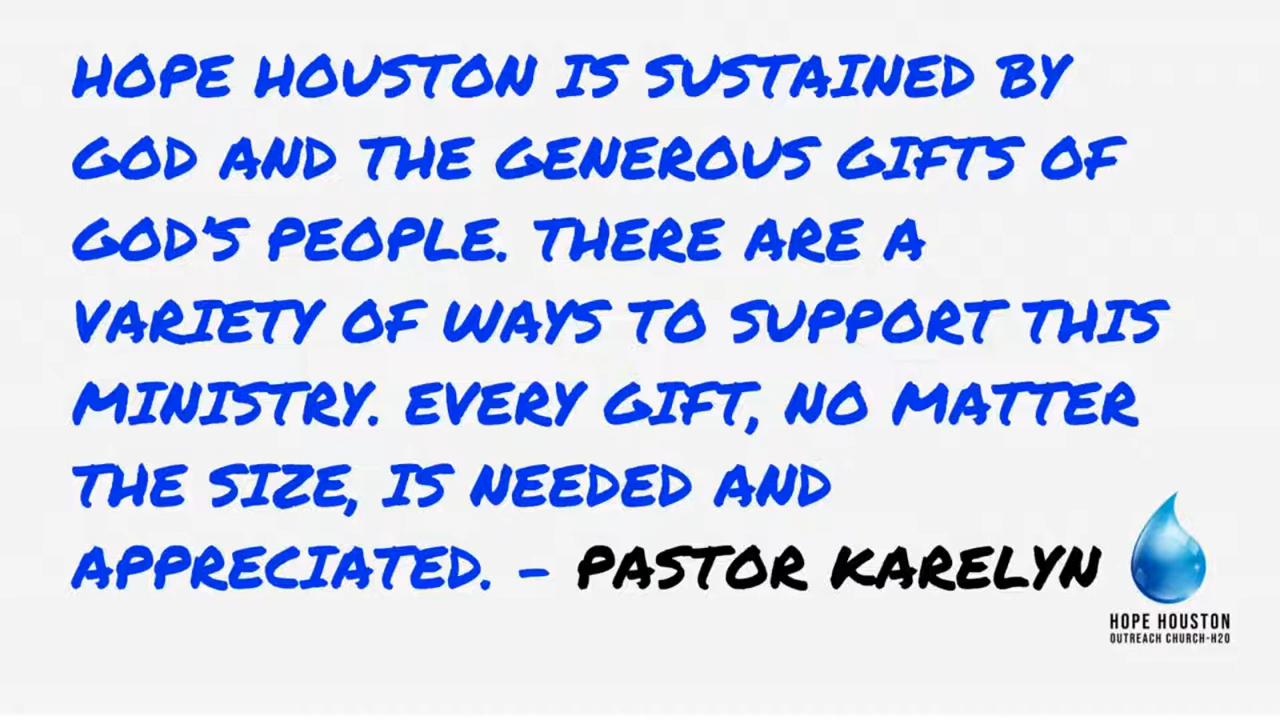 HOPE HOUSTON IS SUSTAINED BY
GOD AND THE GENEROUS GIFTS OF
GOD'S PEOPLE. THERE ARE A
VARIETY OF WAYS TO SUPPORT THIS
MINISTRY. EVERY GIFT, NO MATTER
THE SIZE, IS NEEDED AND
APPRECIATED. - PASTOR KARELYN
HOPE HOUSTON
OUTREACH CHURCH-H2O